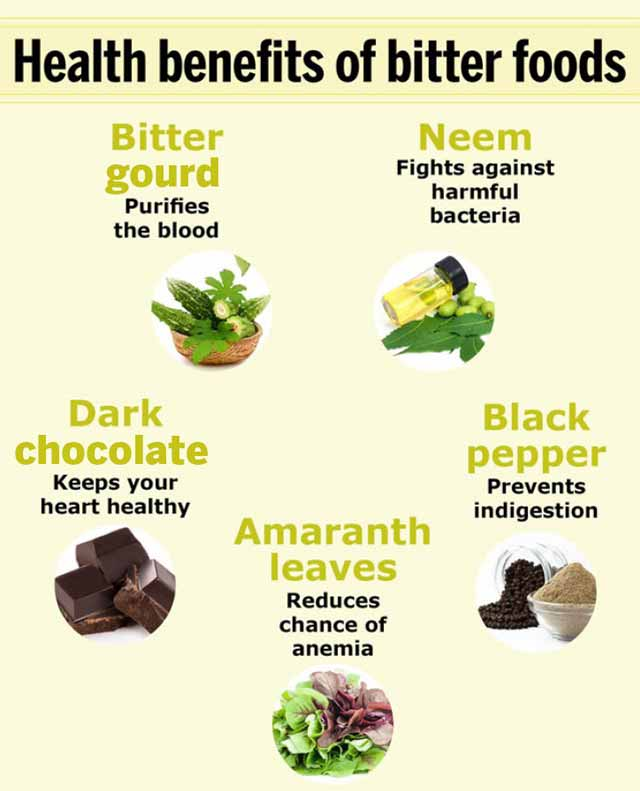 Health benefits of bitter foods
Bitter
gourd
Purifies
the blood
Neem
Fights against
harmful
bacteria
Dark
chocolate
Keeps your
heart healthy
Black
pepper
Prevents
indigestion
Amaranth
leaves
Reduces
chance of
anemia